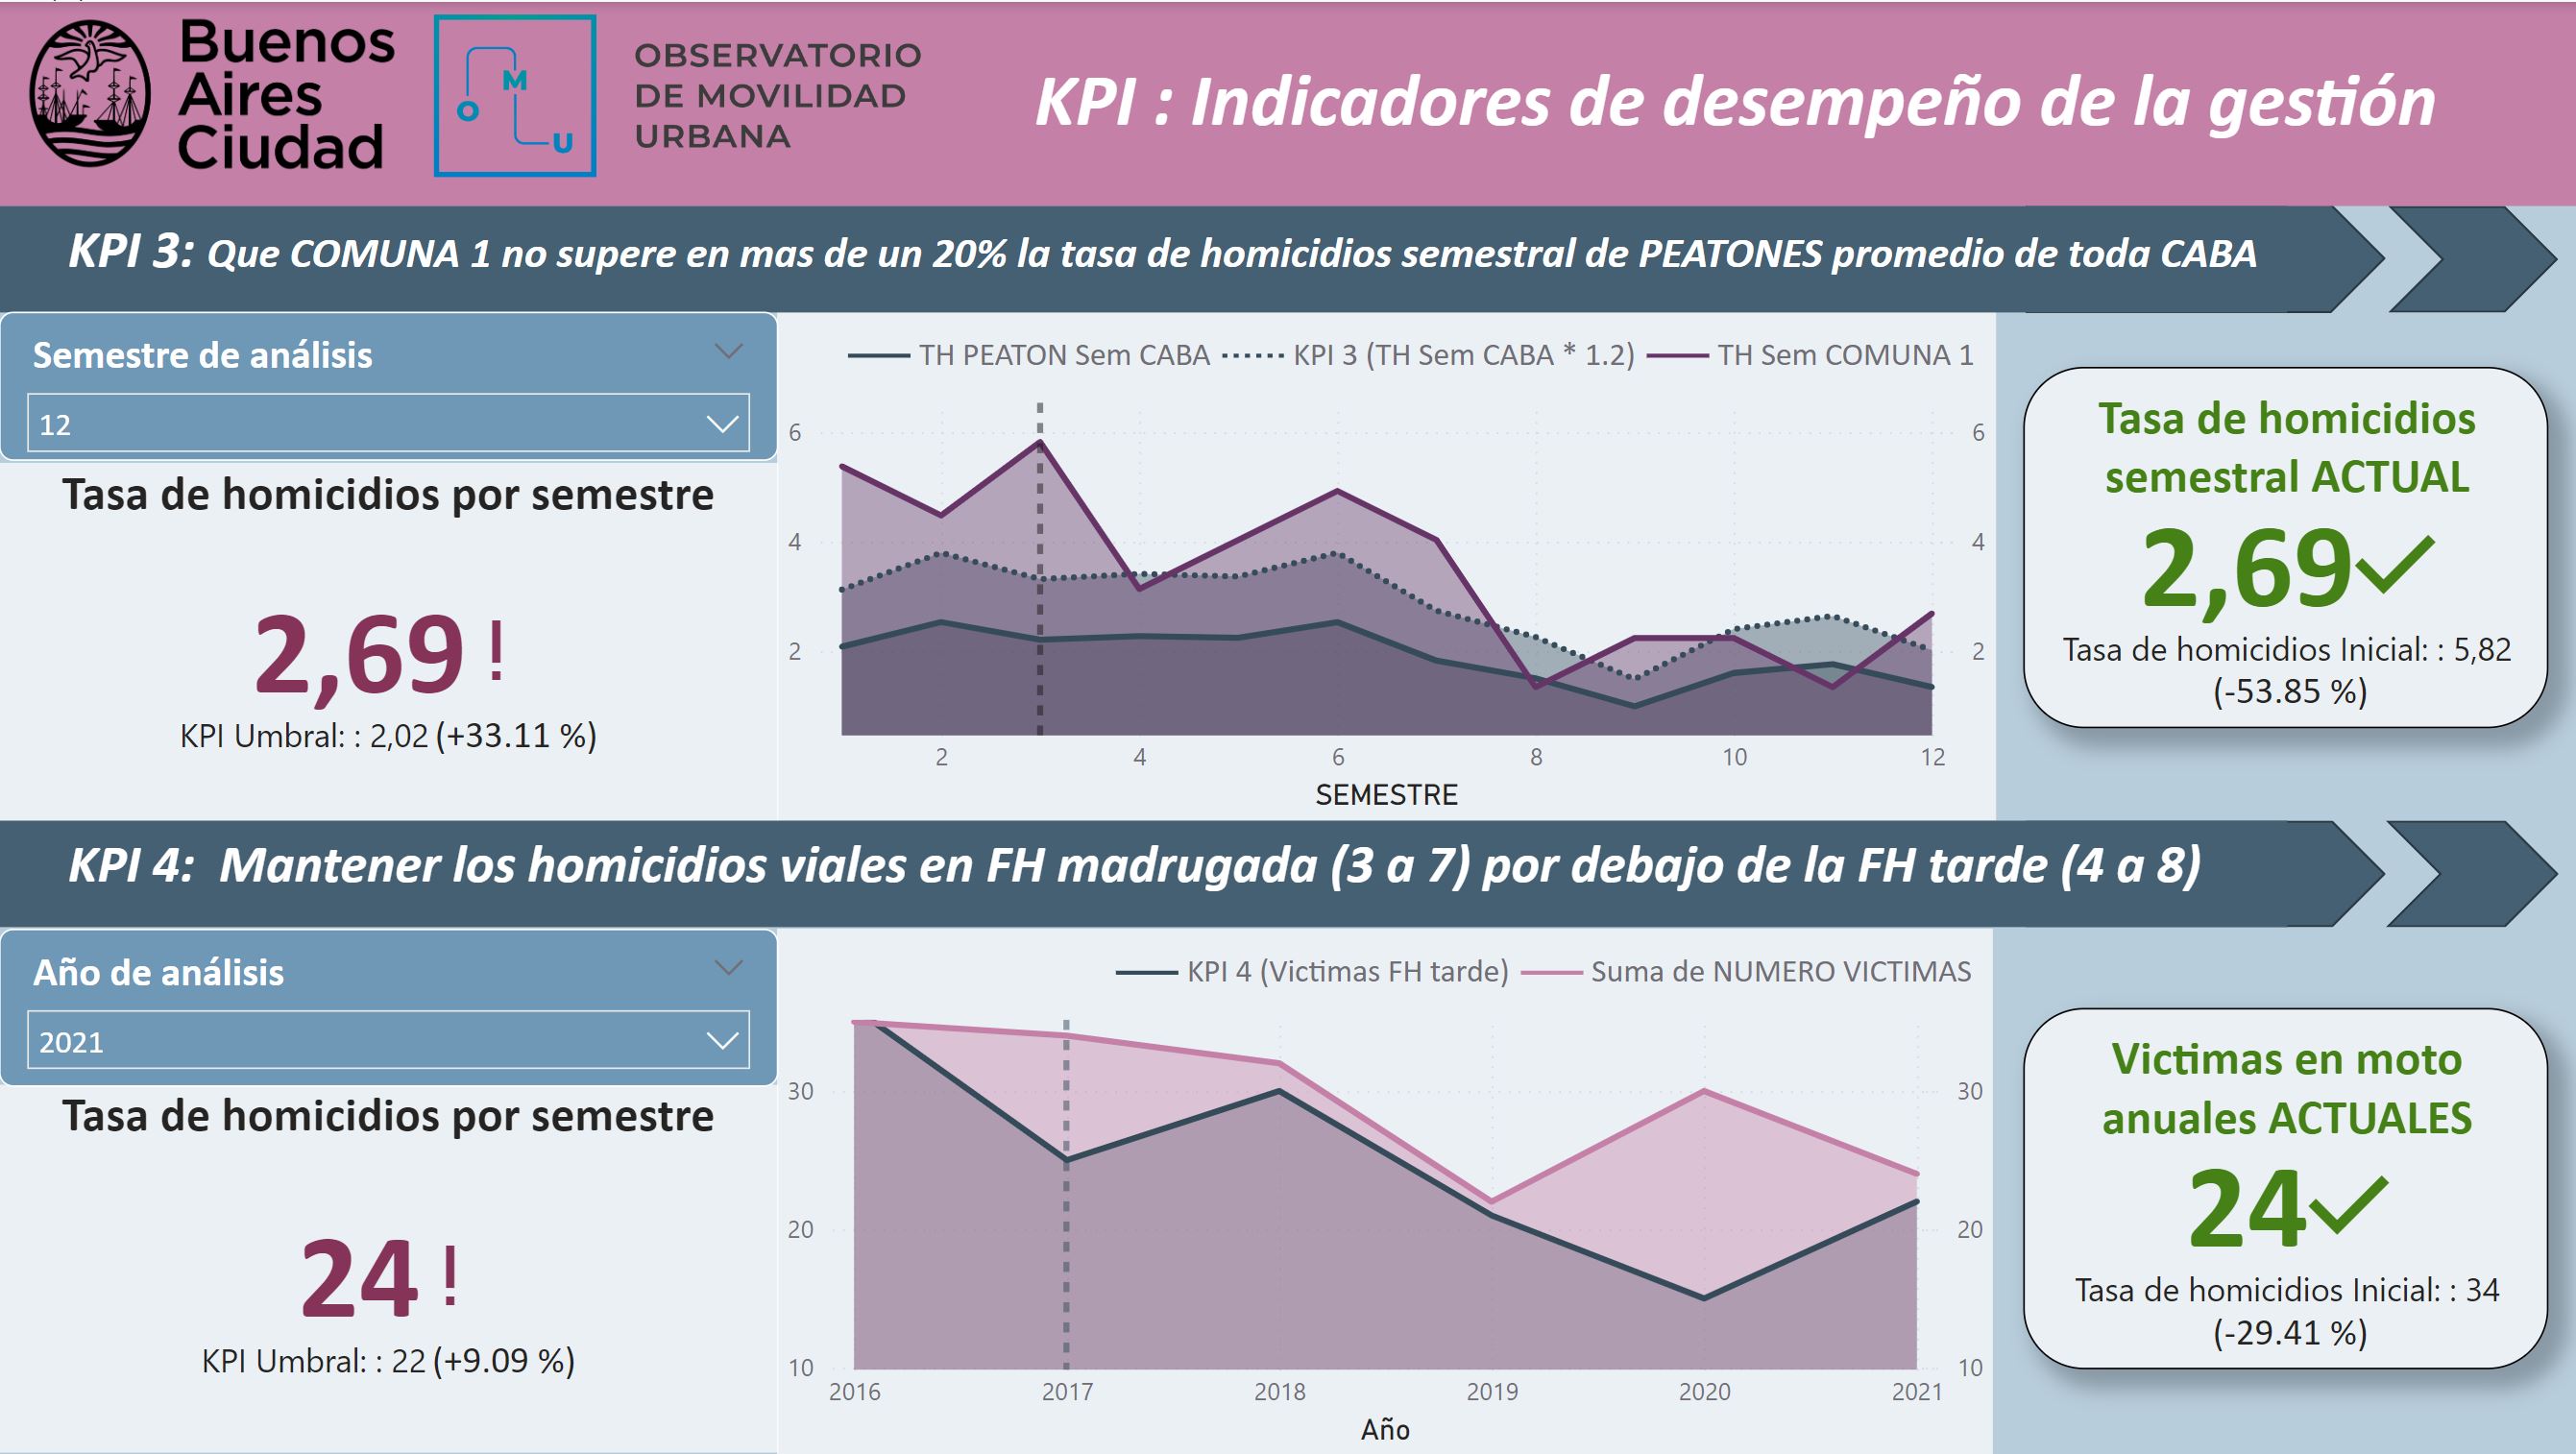 Buenos
Aires
Ciudad
O
M
U
OBSERVATORIO
DE MOVILIDAD
URBANA
KPI : Indicadores de desempeño de la gestión
KPI 3: Que COMUNA 1 no supere en mas de un 20% la tasa de homicidios semestral de PEATONES promedio de toda CABA
Semestre de análisis
12
Tasa de homicidios por semestre
2,69 !
KPI Umbral: : 2,02 (+33.11 %)
TH PEATON Sem CABA KPI 3 (TH Sem CABA * 1.2) TH Sem COMUNA 1
6 6
4 4
2 2
2 4 6 8 10 12
SEMESTRE
Tasa de homicidios
semestral ACTUAL
2,69✓
Tasa de homicidios Inicial: : 5,82
(-53.85 %)
KPI 4: Mantener los homicidios viales en FH madrugada (3 a 7) por debajo de la FH tarde (4 a 8)
Año de análisis
2021
Tasa de homicidios por semestre
24 !
KPI Umbral: : 22 (+9.09 %)
KPI 4 (Victimas FH tarde) Suma de NUMERO VICTIMAS
30 30
20 20
10 10
2016 2017 2018 2019 2020 2021
Año
Victimas en moto
anuales ACTUALES
24✓
Tasa de homicidios Inicial: : 34
(-29.41 %)